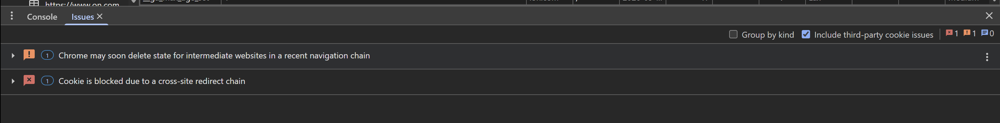 https://www.on.com
Console
Issues
Group by kind
Include third-party cookie issues
1
1
0
1 Chrome may soon delete state for intermediate websites in a recent navigation chain
1 Cookie is blocked due to a cross-site redirect chain